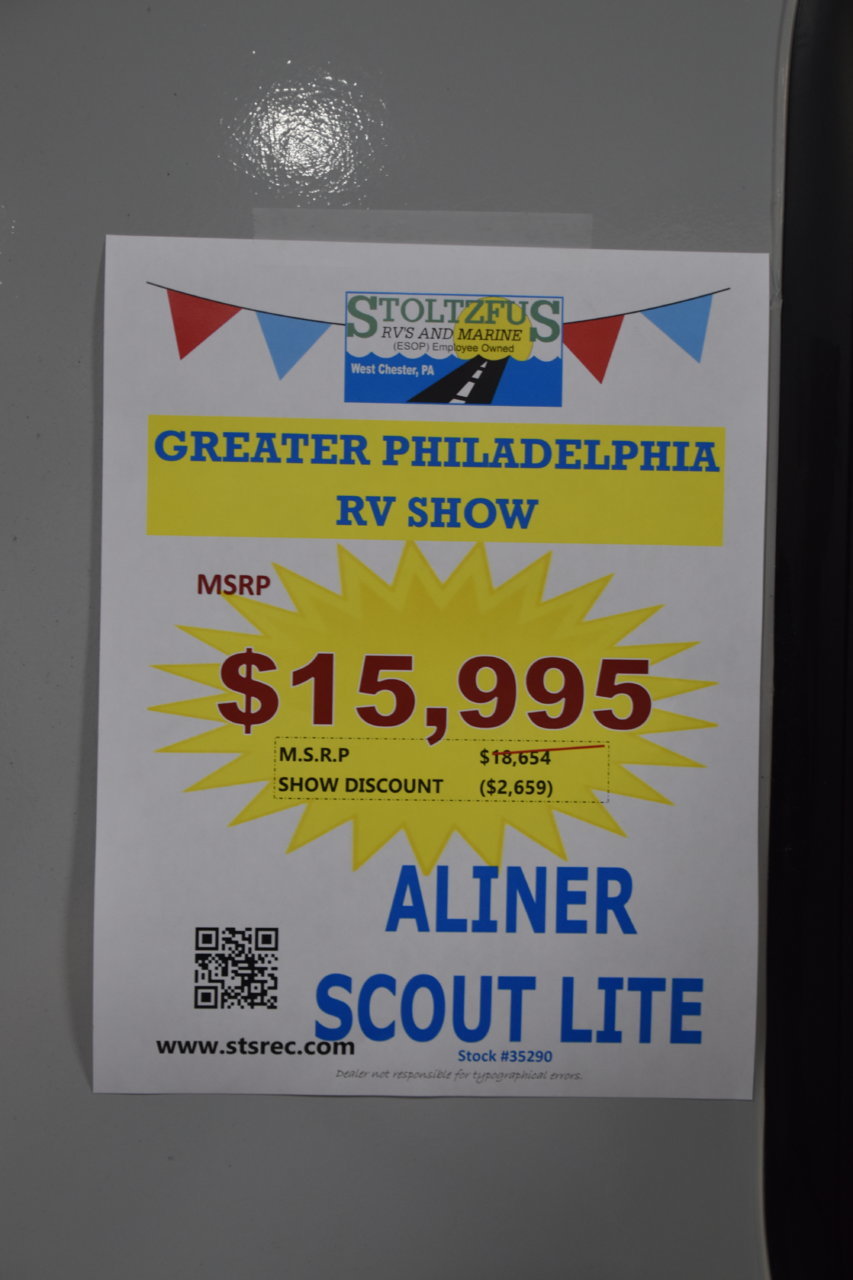 STOLTZFUS
RV'S AND MARINE
(ESOP) Employee Owned
West Chester, PA
GREATER PHILADELPHIA
RV SHOW
MSRP
$15,995
M.S.R.P $18,654
SHOW DISCOUNT ($2,659)
ALINER
SCOUT LITE
www.stsrec.com
Stock #35290
Dealer not responsible for typographical errors.